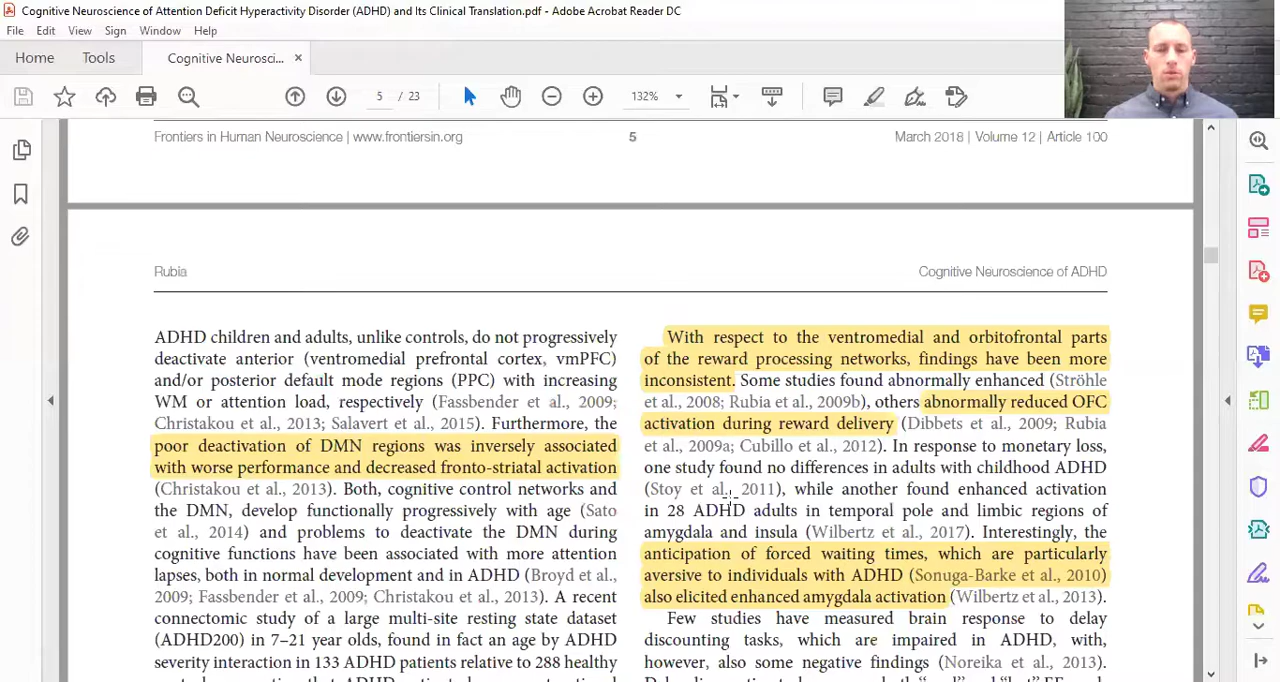 Cognitive Neuroscience of Attention Deficit Hyperactivity Disorder (ADHD) and Its Clinical Translation.pdf - Adobe Acrobat Reader DC
File Edit View Sign Window Help
Home Tools Cognitive Neurosci... ×
5 / 23 132%
Frontiers in Human Neuroscience | www.frontiersin.org 5 March 2018 | Volume 12 | Article 100
Rubia Cognitive Neuroscience of ADHD
ADHD children and adults, unlike controls, do not progressively
deactivate anterior (ventromedial prefrontal cortex, vmPFC)
and/or posterior default mode regions (PPC) with increasing
WM or attention load, respectively (Fassbender et al., 2009;
Christakou et al., 2013; Salavert et al., 2015). Furthermore, the
poor deactivation of DMN regions was inversely associated
with worse performance and decreased fronto-striatal activation
(Christakou et al., 2013). Both, cognitive control networks and
the DMN, develop functionally progressively with age (Sato
et al., 2014) and problems to deactivate the DMN during
cognitive functions have been associated with more attention
lapses, both in normal development and in ADHD (Broyd et al.,
2009; Fassbender et al., 2009; Christakou et al., 2013). A recent
connectomic study of a large multi-site resting state dataset
(ADHD200) in 7–21 year olds, found in fact an age by ADHD
severity interaction in 133 ADHD patients relative to 288 healthy
With respect to the ventromedial and orbitofrontal parts
of the reward processing networks, findings have been more
inconsistent. Some studies found abnormally enhanced (Ströhle
et al., 2008; Rubia et al., 2009b), others abnormally reduced OFC
activation during reward delivery (Dibbets et al., 2009; Rubia
et al., 2009a; Cubillo et al., 2012). In response to monetary loss,
one study found no differences in adults with childhood ADHD
(Stoy et al., 2011), while another found enhanced activation
in 28 ADHD adults in temporal pole and limbic regions of
amygdala and insula (Wilbertz et al., 2017). Interestingly, the
anticipation of forced waiting times, which are particularly
aversive to individuals with ADHD (Sonuga-Barke et al., 2010)
also elicited enhanced amygdala activation (Wilbertz et al., 2013).
Few studies have measured brain response to delay
discounting tasks, which are impaired in ADHD, with,
however, also some negative findings (Noreika et al., 2013).